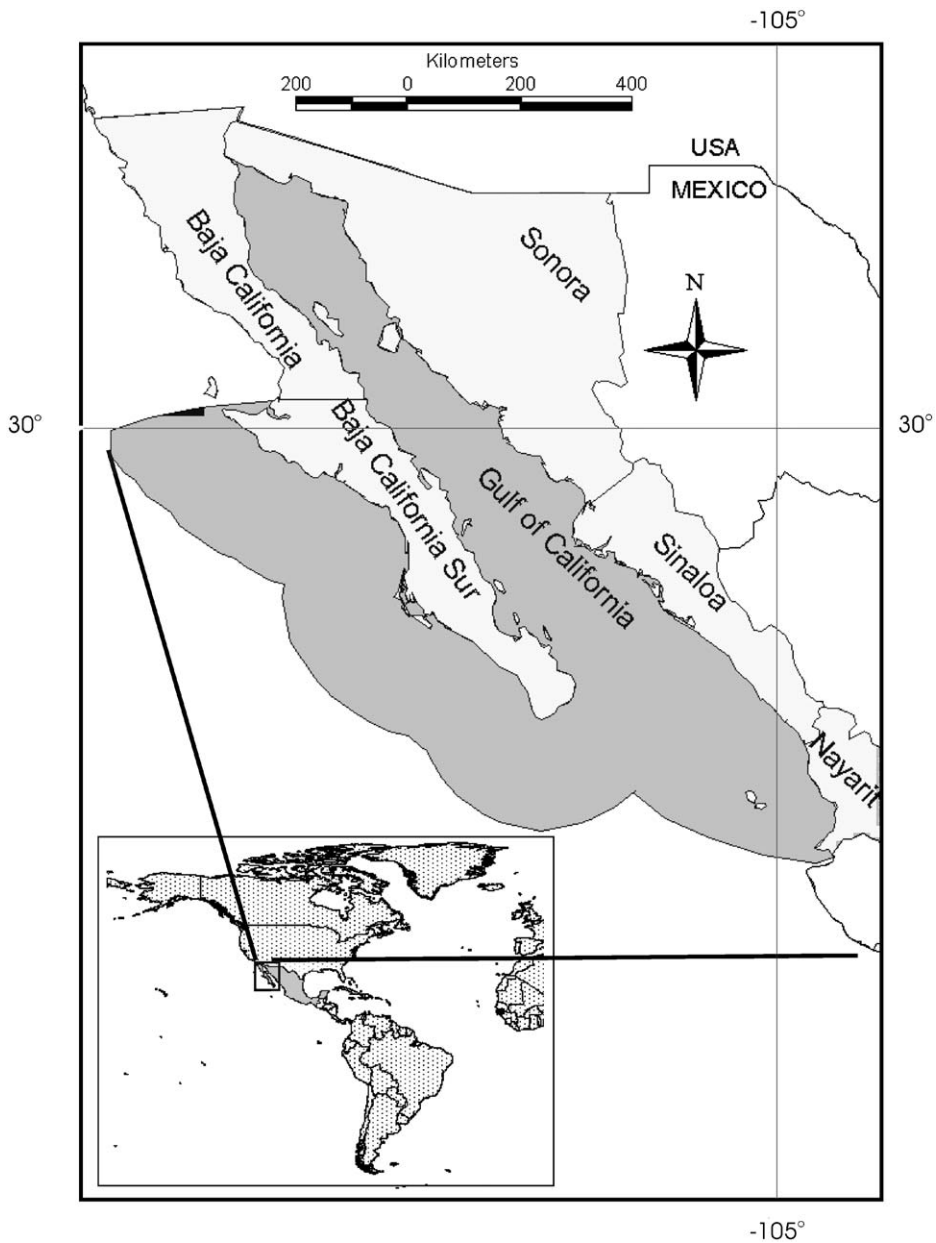 -105°
Kilometers
200 0 200 400
USA
MEXICO
Baja California
Sonora
N
30° 30°
Baja California Sur
Gulf of California
Sinaloa
Nayarit
-105°